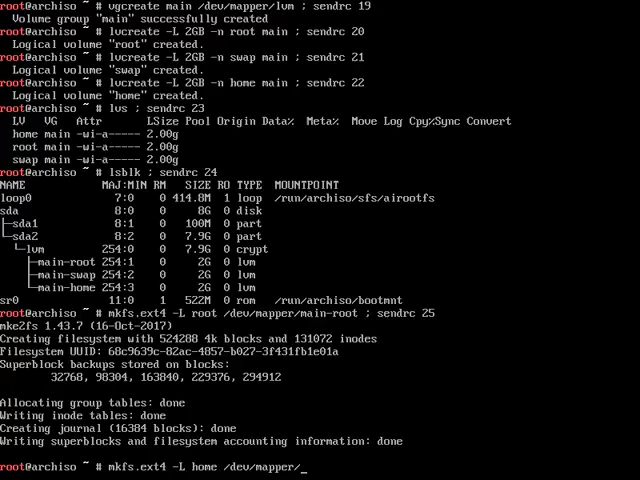 root@archiso ~ # vgcreate main /dev/mapper/lvm ; sendrc 19
  Volume group "main" successfully created
root@archiso ~ # lvcreate -L 2GB -n root main ; sendrc 20
  Logical volume "root" created.
root@archiso ~ # lvcreate -L 2GB -n swap main ; sendrc 21
  Logical volume "swap" created.
root@archiso ~ # lvcreate -L 2GB -n home main ; sendrc 22
  Logical volume "home" created.
root@archiso ~ # lvs ; sendrc 23
  LV   VG   Attr       LSize Pool Origin Data%  Meta%  Move Log Cpy%Sync Convert
  home main -wi-a----- 2.00g
  root main -wi-a----- 2.00g
  swap main -wi-a----- 2.00g
root@archiso ~ # lsblk ; sendrc 24
NAME            MAJ:MIN RM   SIZE RO TYPE  MOUNTPOINT
loop0             7:0    0 414.8M  1 loop  /run/archiso/sfs/airootfs
sda               8:0    0     8G  0 disk
├─sda1            8:1    0   100M  0 part
└─sda2            8:2    0   7.9G  0 part
  └─lvm         254:0    0   7.9G  0 crypt
    ├─main-root 254:1    0     2G  0 lvm
    ├─main-swap 254:2    0     2G  0 lvm
    └─main-home 254:3    0     2G  0 lvm
sr0              11:0    1   522M  0 rom   /run/archiso/bootmnt
root@archiso ~ # mkfs.ext4 -L root /dev/mapper/main-root ; sendrc 25
mke2fs 1.43.7 (16-Oct-2017)
Creating filesystem with 524288 4k blocks and 131072 inodes
Filesystem UUID: 68c9639c-82ac-4857-b027-3f431fb1e01a
Superblock backups stored on blocks:
        32768, 98304, 163840, 229376, 294912

Allocating group tables: done
Writing inode tables: done
Creating journal (16384 blocks): done
Writing superblocks and filesystem accounting information: done

root@archiso ~ # mkfs.ext4 -L home /dev/mapper/_